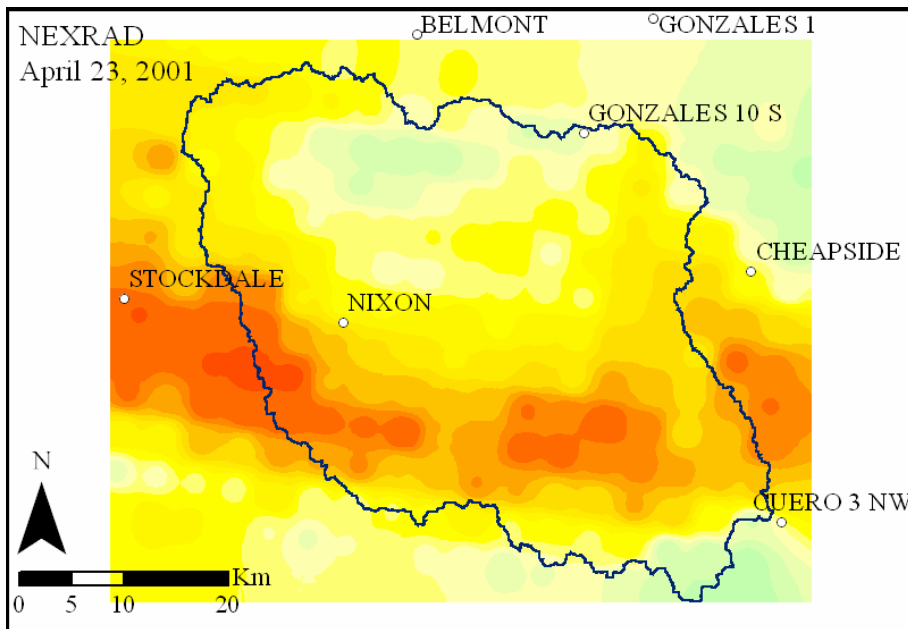 BELMONT
GONZALES 1
NEXRAD
April 23, 2001
GONZALES 10 S
CHEAPSIDE
STOCKDALE
NIXON
N
CUERO 3 NW
Km
0 5 10 20